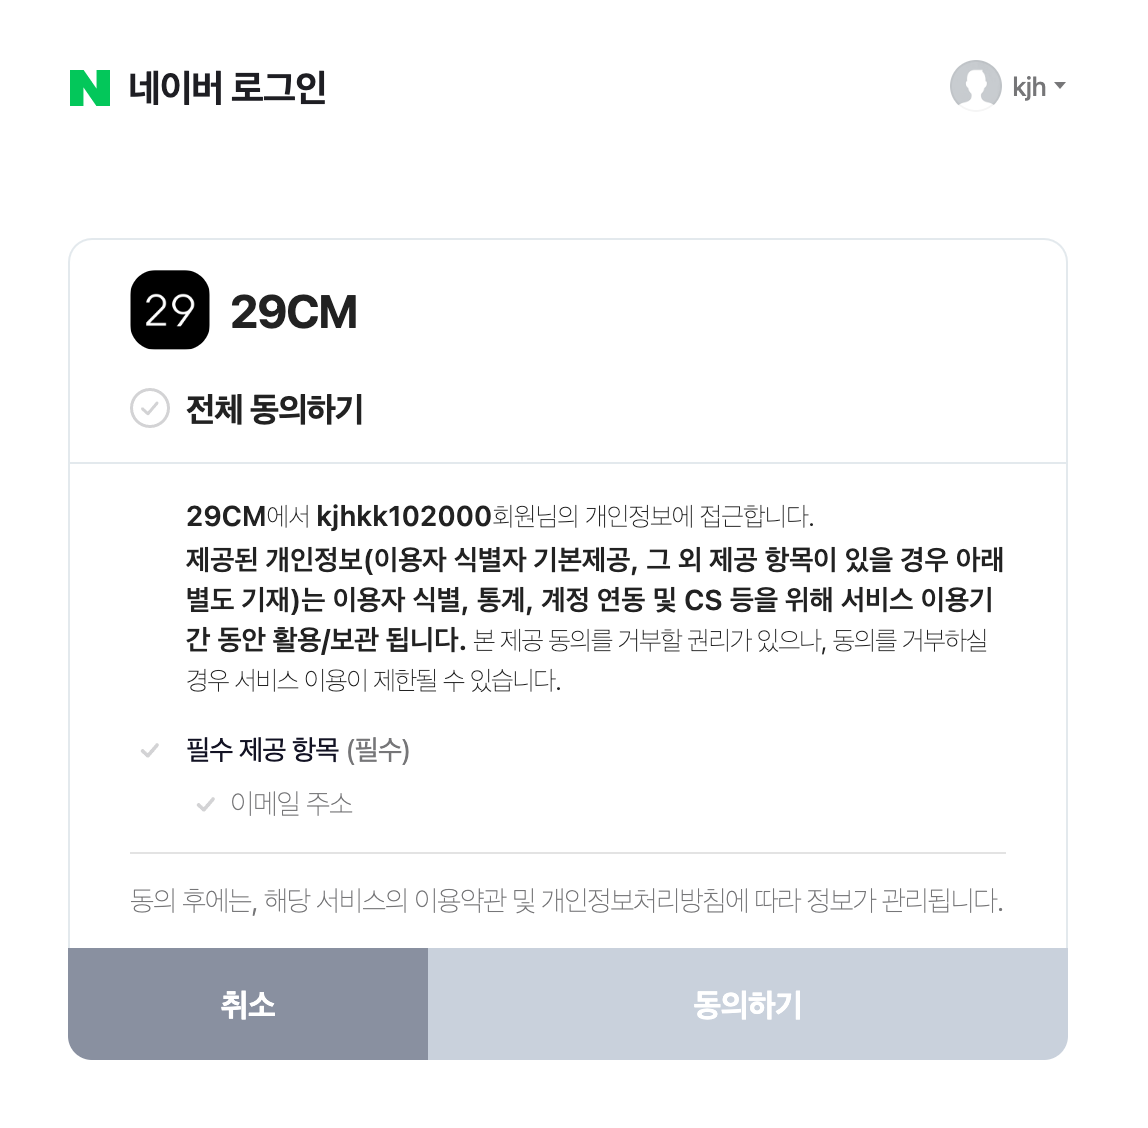 N 네이버 로그인
kjh
29 29CM
전체 동의하기
29CM에서 kjhkk102000회원님의 개인정보에 접근합니다.
제공된 개인정보(이용자 식별자 기본제공, 그 외 제공 항목이 있을 경우 아래
별도 기재)는 이용자 식별, 통계, 계정 연동 및 CS 등을 위해 서비스 이용기
간 동안 활용/보관 됩니다. 본 제공 동의를 거부할 권리가 있으나, 동의를 거부하실
경우 서비스 이용이 제한될 수 있습니다.
필수 제공 항목 (필수)
이메일 주소
동의 후에는, 해당 서비스의 이용약관 및 개인정보처리방침에 따라 정보가 관리됩니다.
취소
동의하기